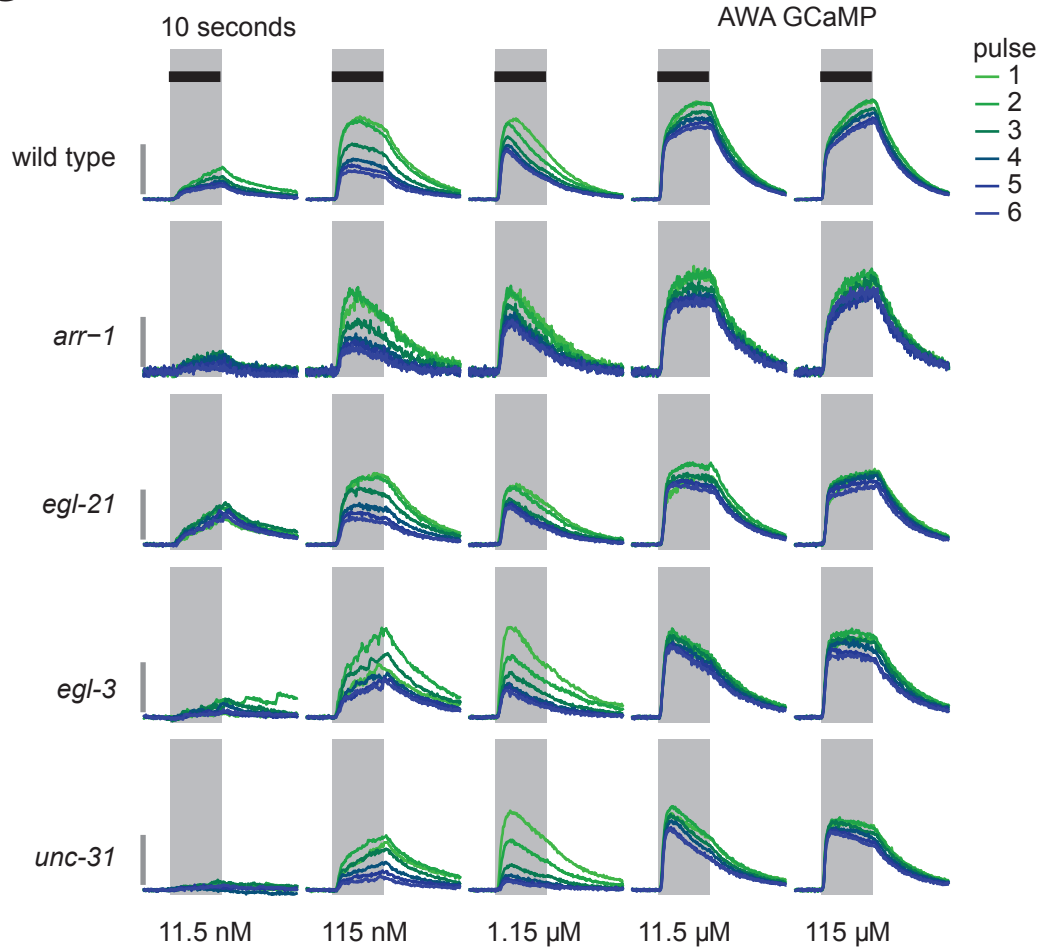 10 seconds
AWA GCaMP
pulse
1
2
3
4
5
6
wild type
arr−1
egl-21
egl-3
unc-31
11.5 nM
115 nM
1.15 µM
11.5 µM
115 µM